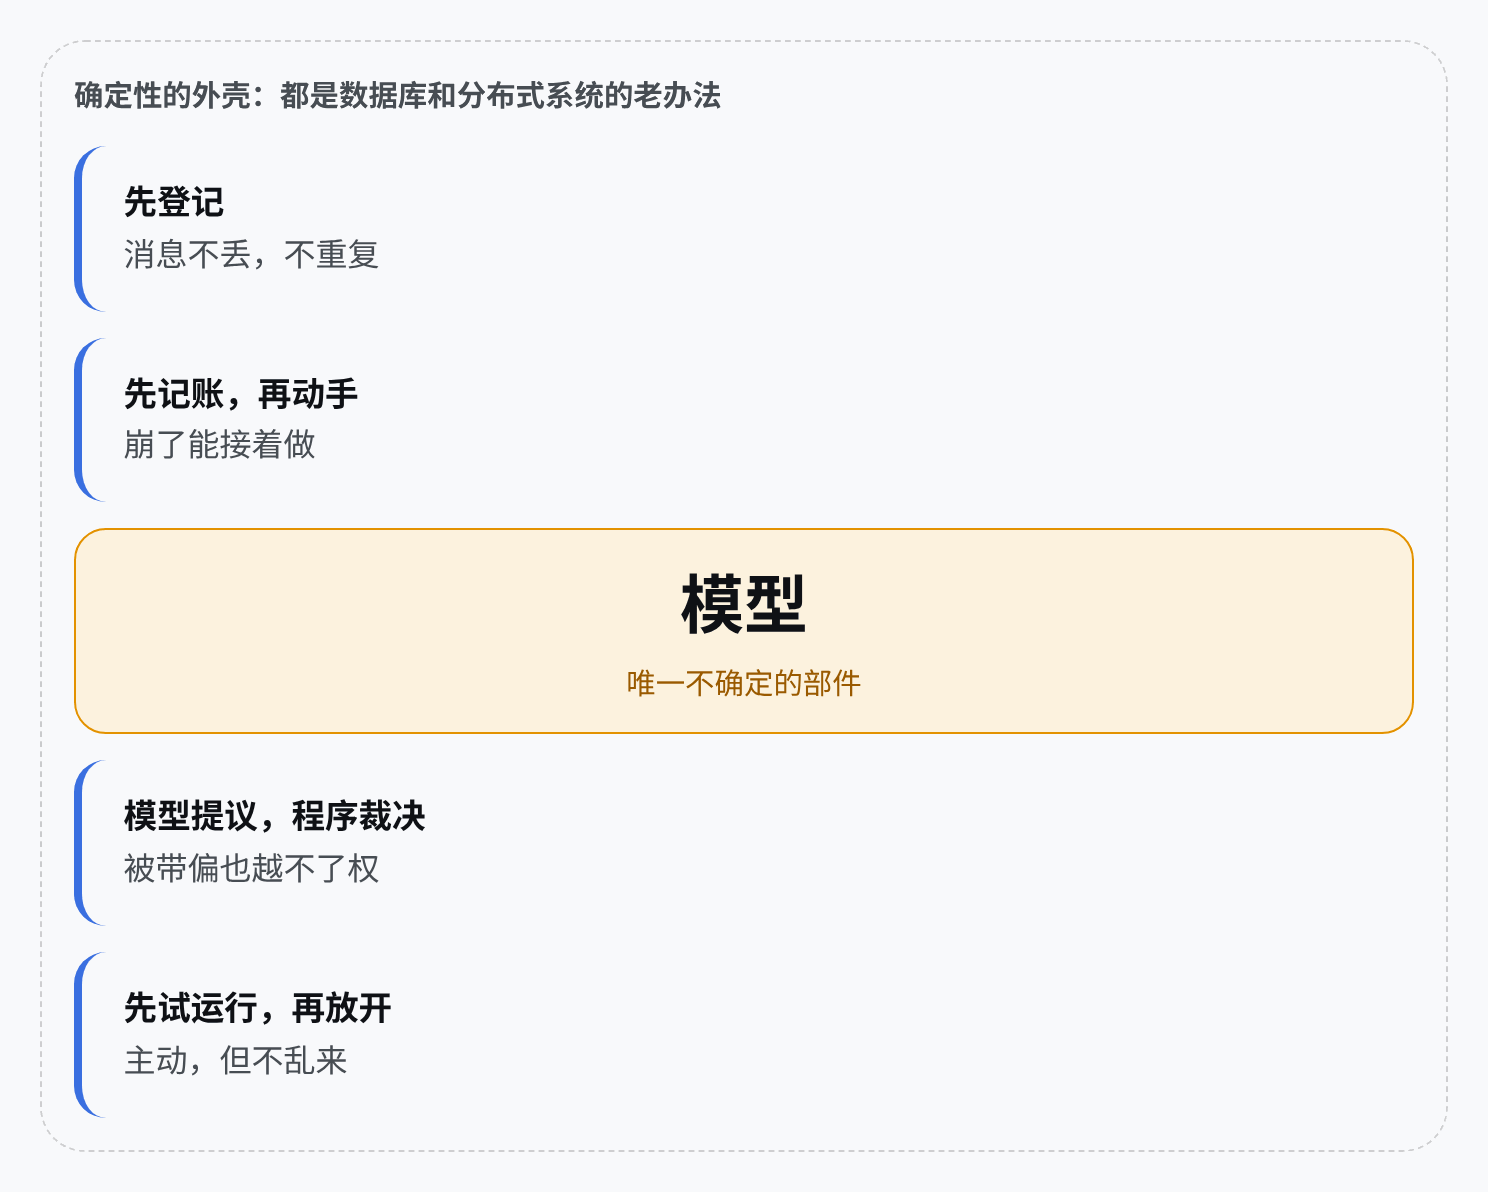 确定性的外壳：都是数据库和分布式系统的老办法
先登记
消息不丢，不重复
先记账，再动手
崩了能接着做
模型
唯一不确定的部件
模型提议，程序裁决
被带偏也越不了权
先试运行，再放开
主动，但不乱来